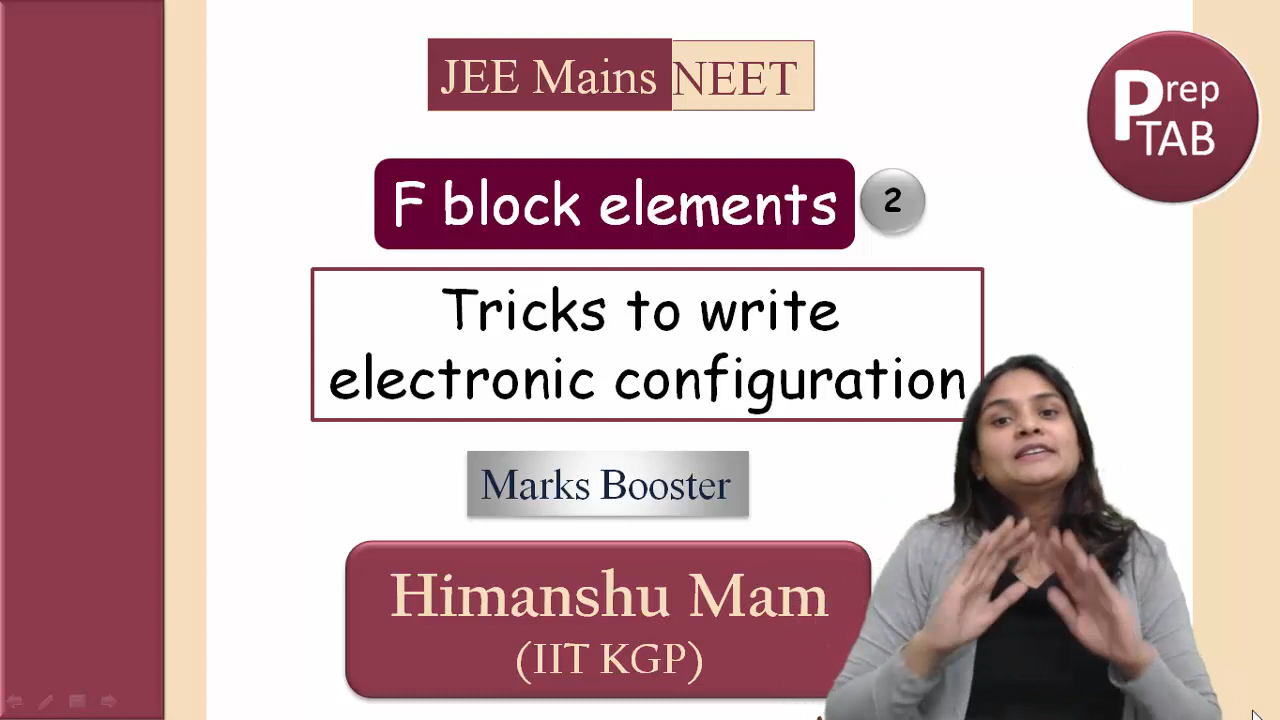 JEE Mains NEET
Prep
TAB
F block elements 2
Tricks to write
electronic configuration
Marks Booster
Himanshu Mam
(IIT KGP)